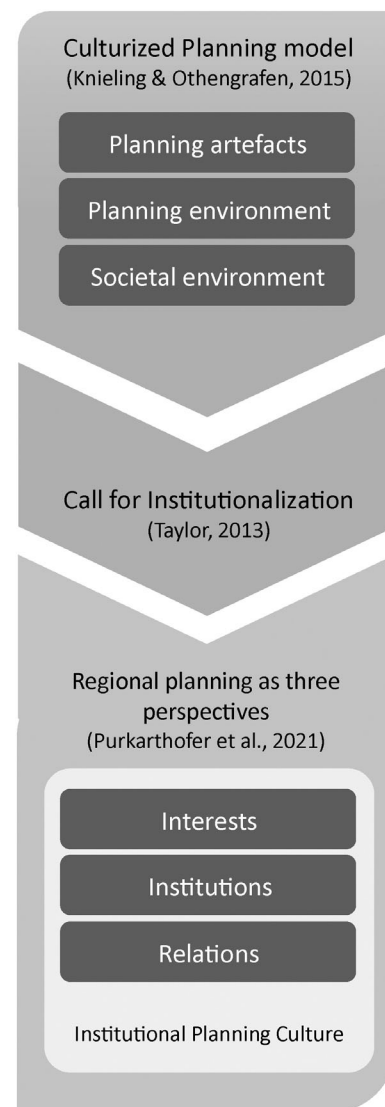 Culturized Planning model
(Knieling & Othengrafen, 2015)
Planning artefacts
Planning environment
Societal environment
Call for Institutionalization
(Taylor, 2013)
Regional planning as three
perspectives
(Purkarthofer et al., 2021)
Interests
Institutions
Relations
Institutional Planning Culture